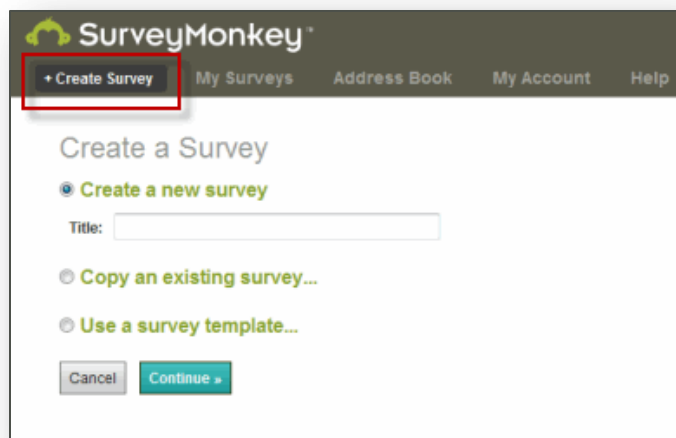 SurveyMonkey™
+ Create Survey My Surveys Address Book My Account Help
Create a Survey
Create a new survey
Title:
Copy an existing survey...
Use a survey template...
Cancel Continue »